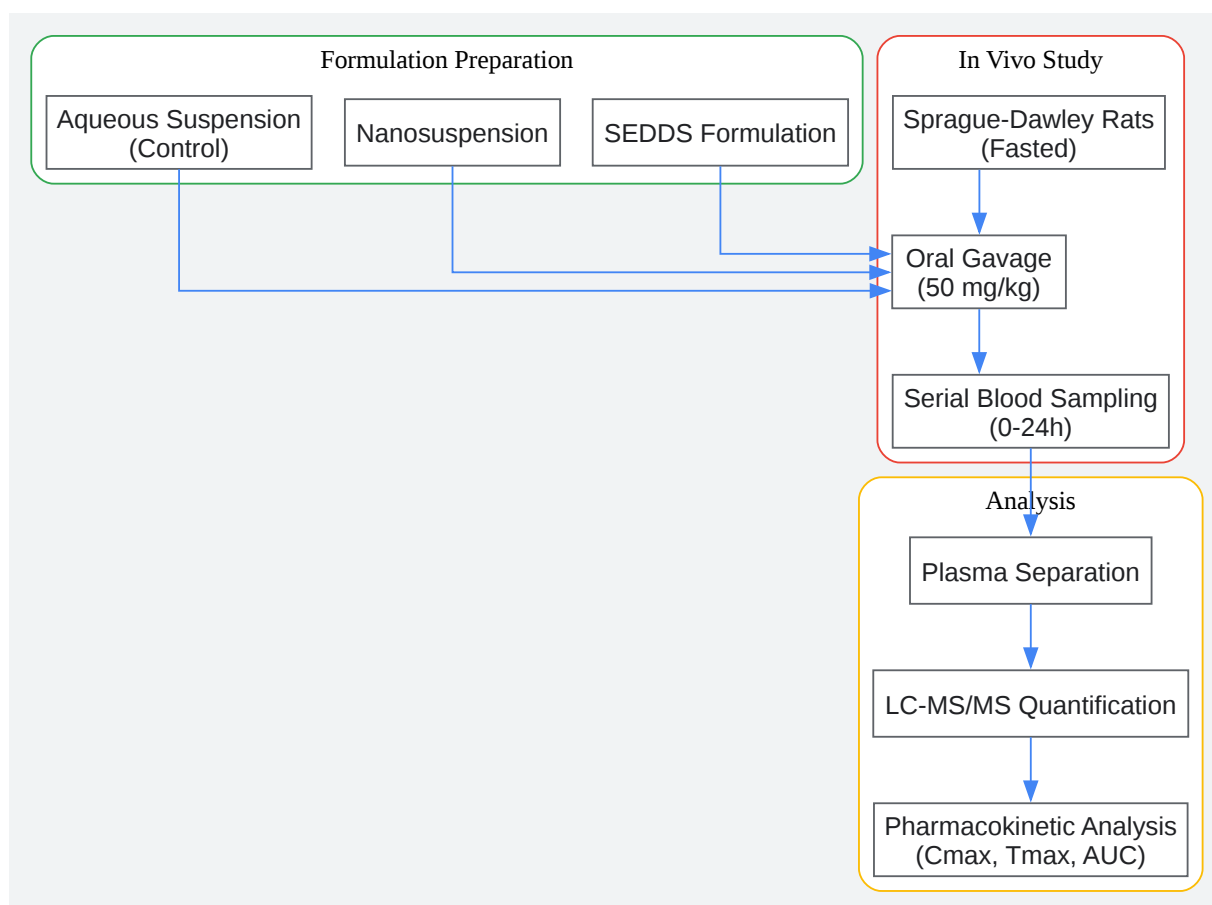 Formulation Preparation
Aqueous Suspension
(Control)
Nanosuspension
SEDDS Formulation
In Vivo Study
Sprague-Dawley Rats
(Fasted)
Oral Gavage
(50 mg/kg)
Serial Blood Sampling
(0-24h)
Analysis
Plasma Separation
LC-MS/MS Quantification
Pharmacokinetic Analysis
(Cmax, Tmax, AUC)